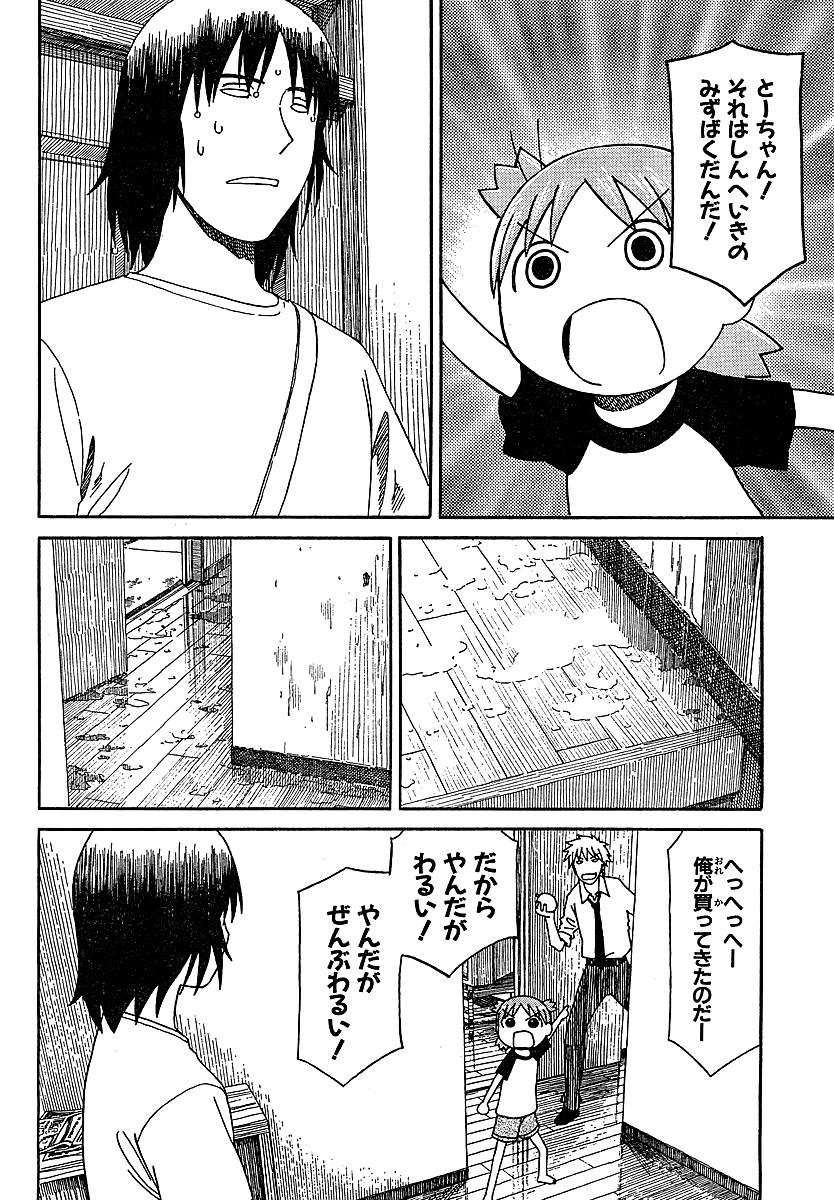 とーちゃん!
それはしんへいきの
みずばくだんだ!
へっへっへー
俺が買ってきたのだー
だから
やんだが
わるい!
やんだが
ぜんぶわるい!